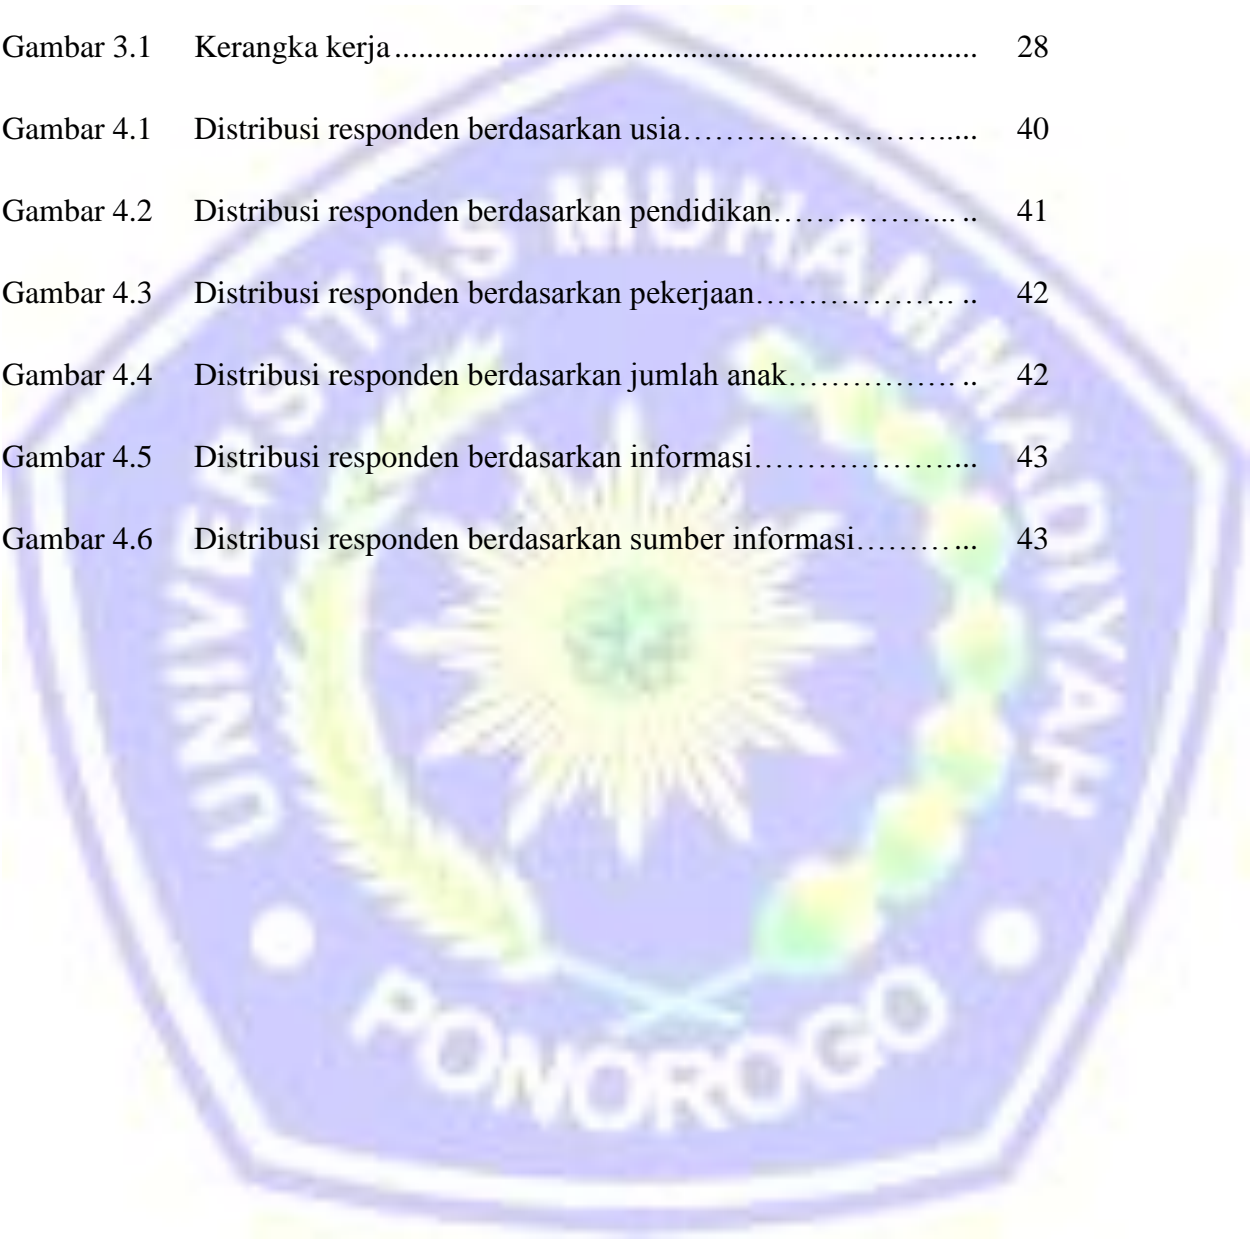 Gambar 3.1 Kerangka kerja.................................................................... 28
Gambar 4.1 Distribusi responden berdasarkan usia…………………….... 40
Gambar 4.2 Distribusi responden berdasarkan pendidikan……………... .. 41
Gambar 4.3 Distribusi responden berdasarkan pekerjaan………………. .. 42
Gambar 4.4 Distribusi responden berdasarkan jumlah anak……………. .. 42
Gambar 4.5 Distribusi responden berdasarkan informasi………………..... 43
Gambar 4.6 Distribusi responden berdasarkan sumber informasi………... 43
UNIVERSITAS MUHAMMADIYAH
PONOROGO